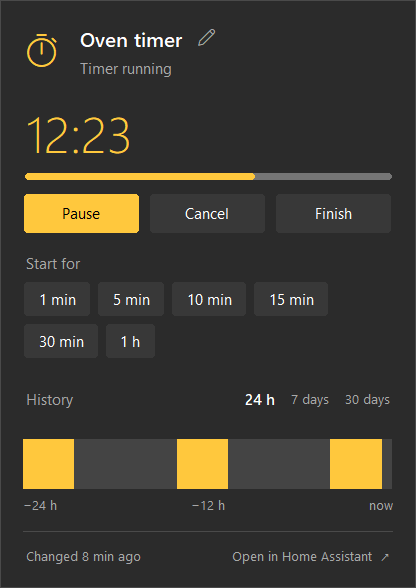 Oven timer
Timer running
12:23
Pause Cancel Finish
Start for
1 min 5 min 10 min 15 min
30 min 1 h
History 24 h 7 days 30 days
−24 h −12 h now
Changed 8 min ago Open in Home Assistant ↗